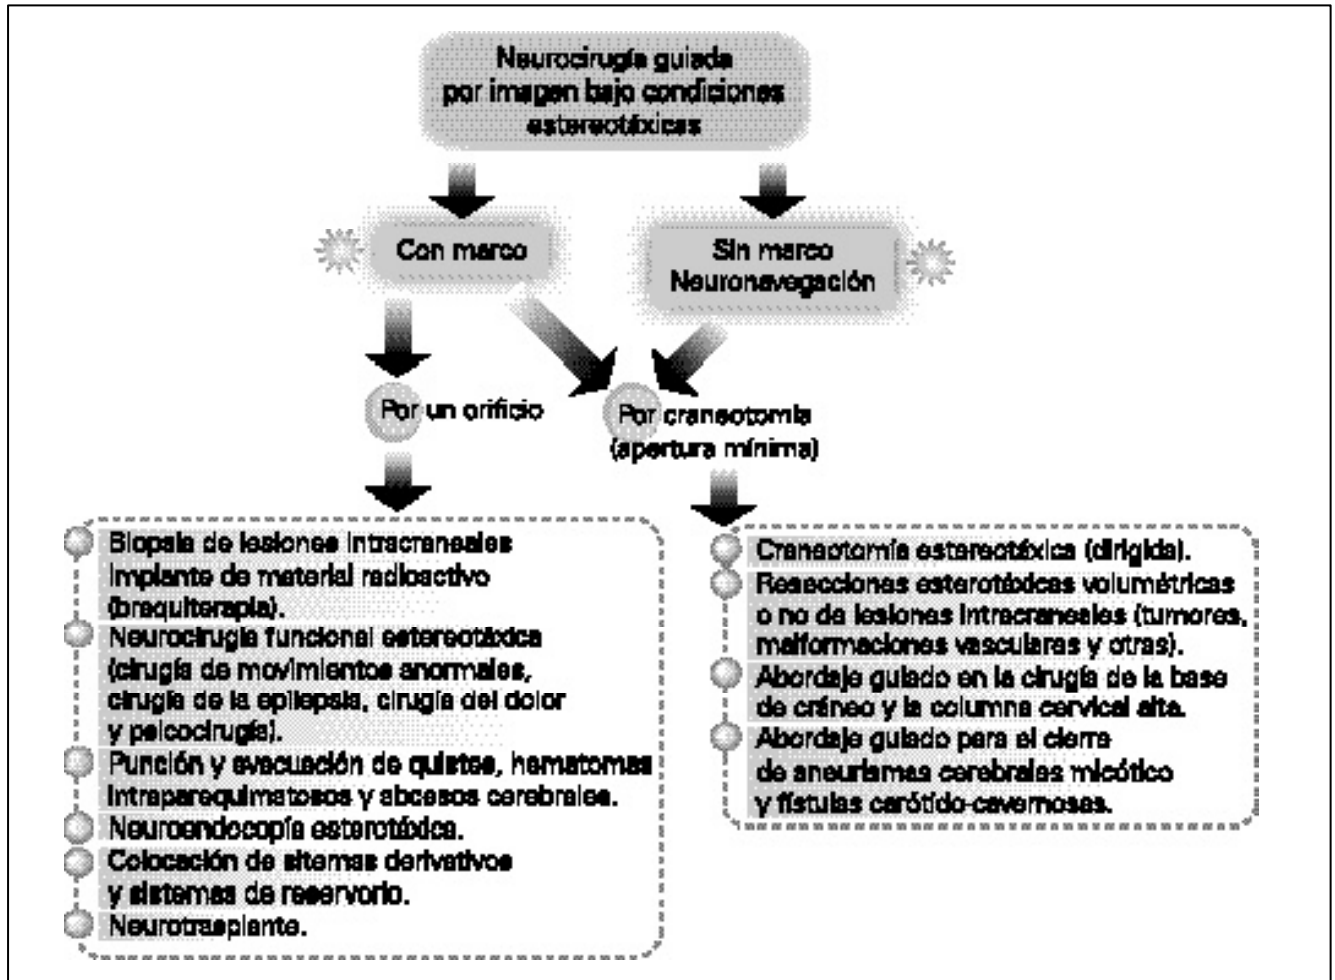 Neurocirugía guiada
por imagen bajo condiciones
estereotáxicas
Con marco
Sin marco
Neuronavegación
Por un orificio
Por craneotomía
(apertura mínima)
Biopsia de lesiones intracraneales
Implante de material radioactivo
(braquiterapia).
Neurocirugía funcional estereotáxica
(cirugía de movimientos anormales,
cirugía de la epilepsia, cirugía del dolor
y psicocirugía).
Punción y evacuación de quistes, hematomas
intraparequimatosos y abcesos cerebrales.
Neuroendocopía esterotáxica.
Colocación de sitemas derivativos
y sistemas de reservorio.
Neurotrasplante.
Craneotomía estereotáxica (dirigida).
Resecciones esterotáxicas volumétricas
o no de lesiones intracraneales (tumores,
malformaciones vasculares y otras).
Abordaje guiado en la cirugía de la base
de cráneo y la columna cervical alta.
Abordaje guiado para el cierre
de aneurismas cerebrales micótico
y fístulas carótido-cavernosas.